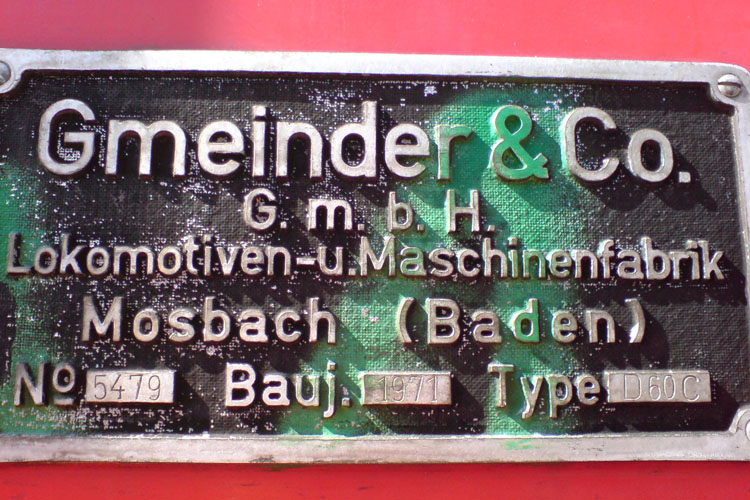 Gmeinder & Co.
G. m. b. H.
Lokomotiven-u. Maschinenfabrik
Mosbach (Baden)
No 5479 Bauj. 1971 Type D60C